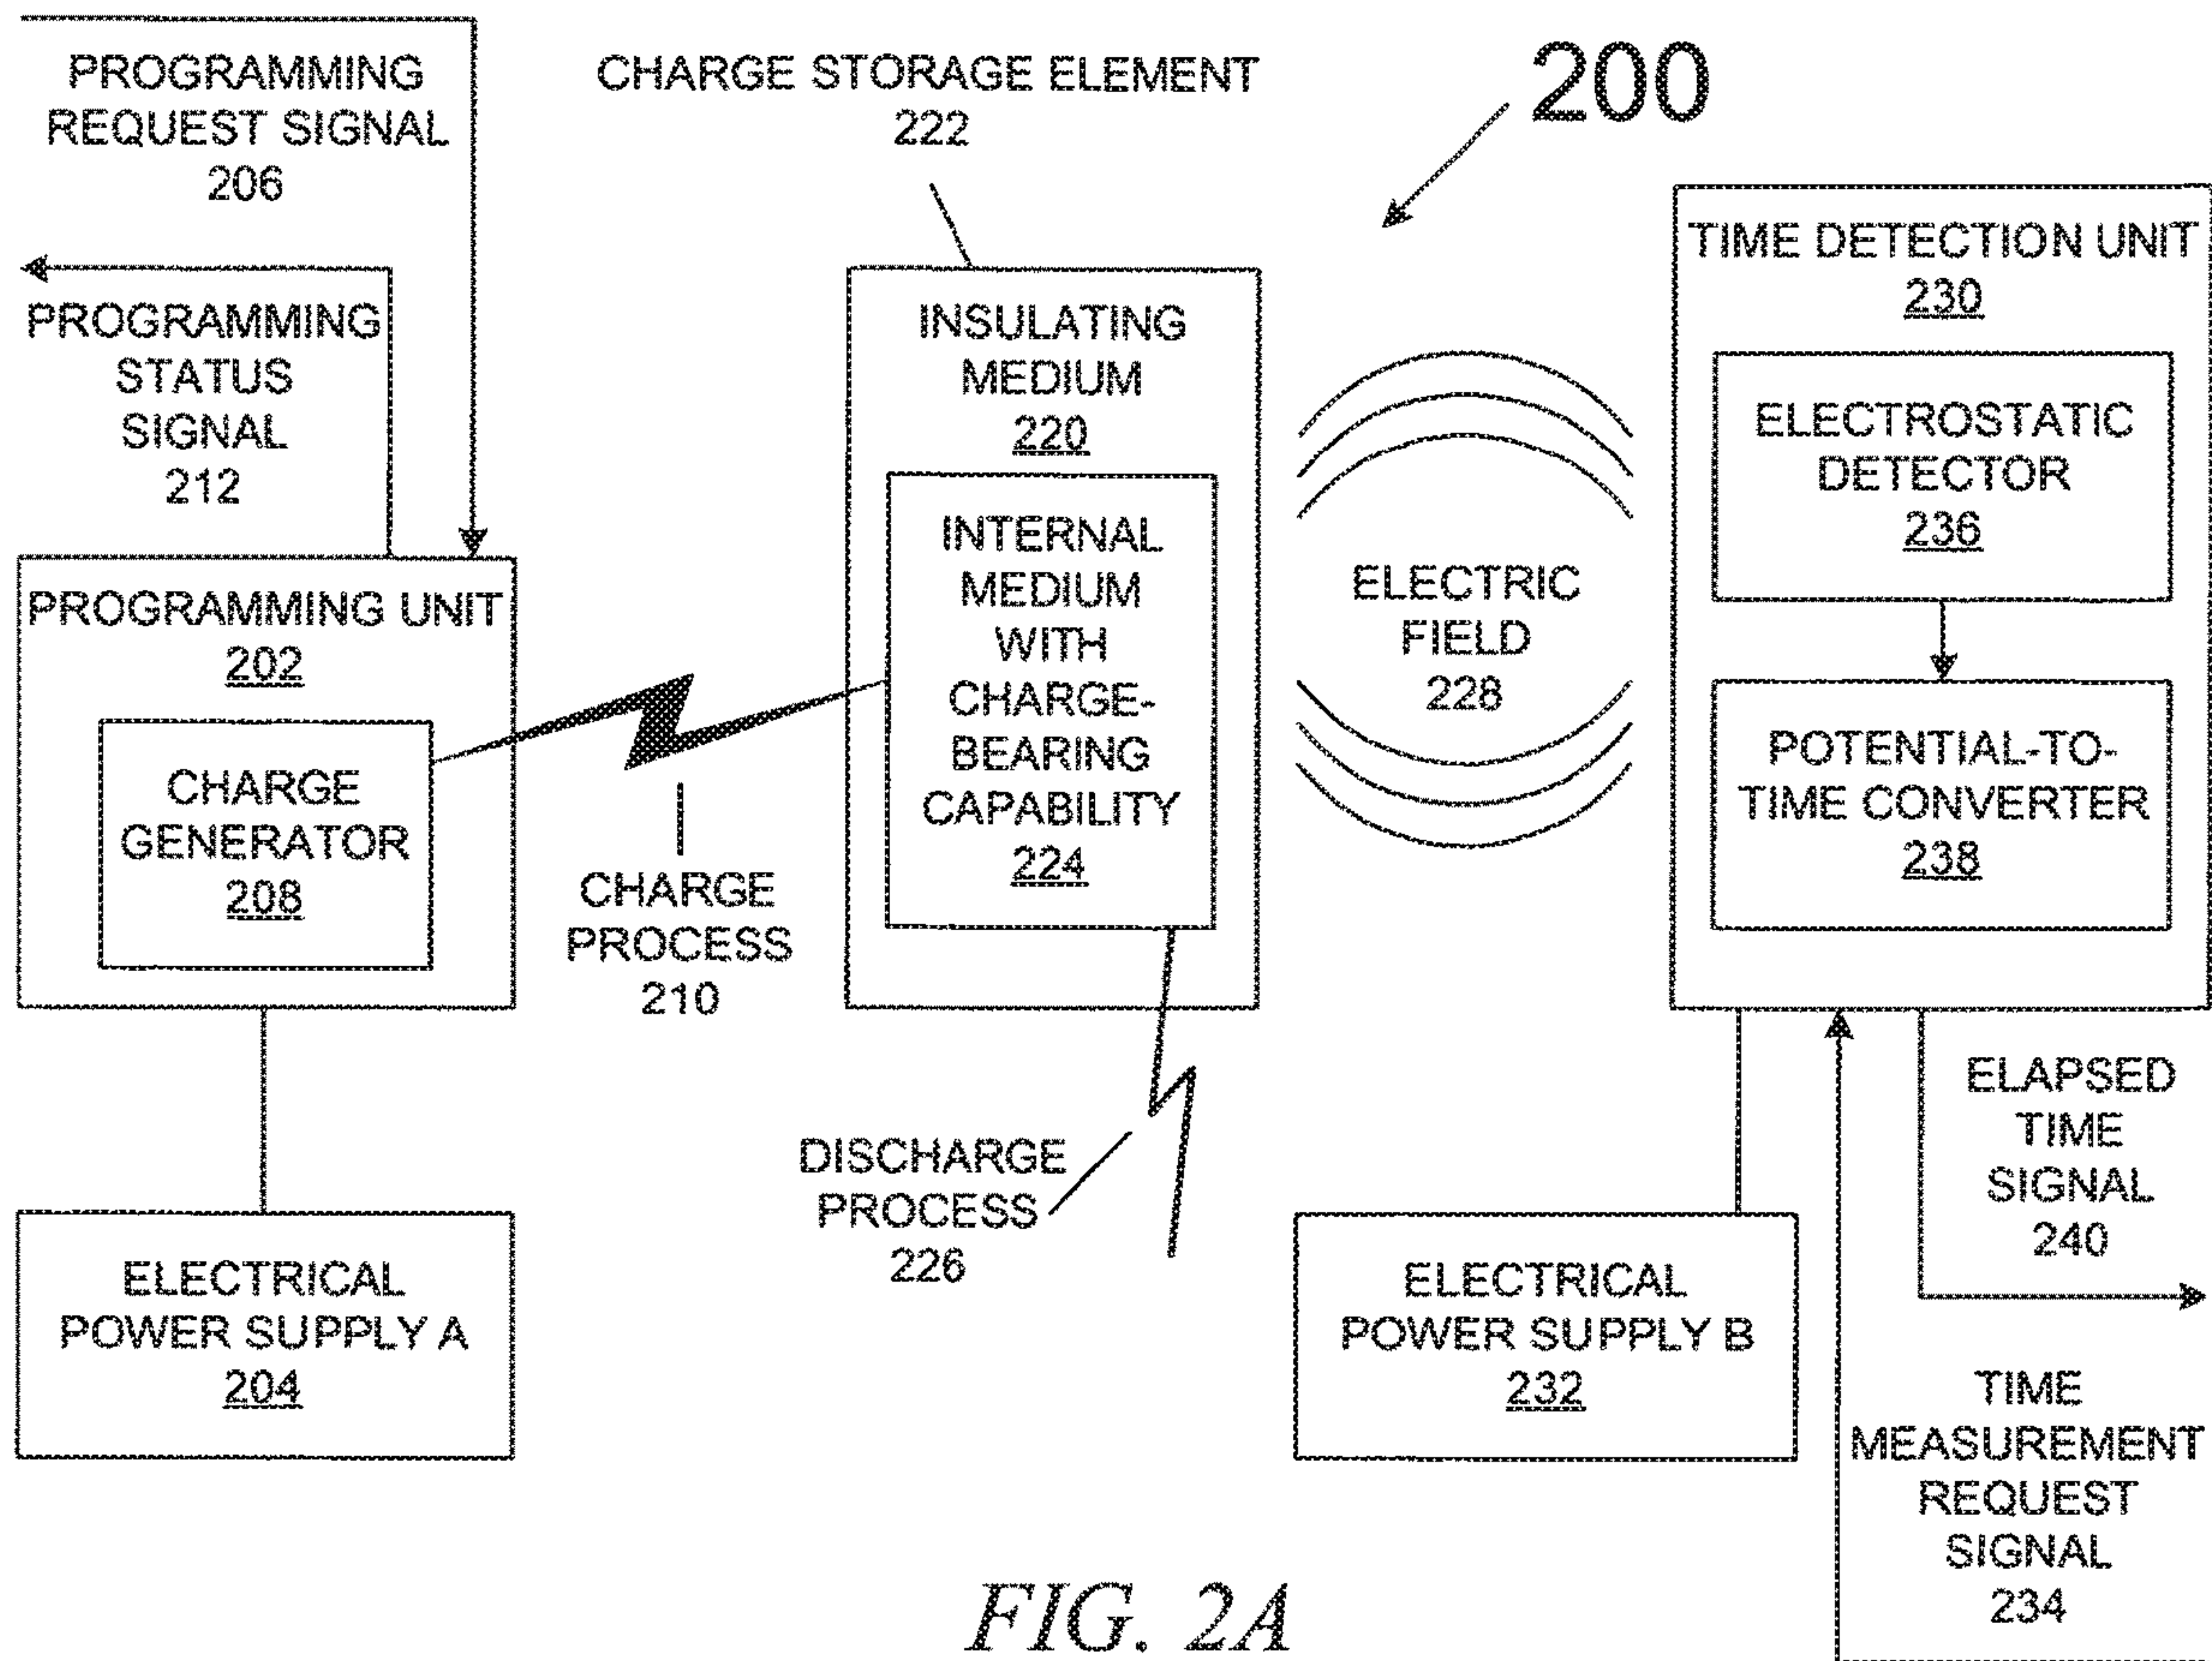 PROGRAMMING
REQUEST SIGNAL
206
CHARGE STORAGE ELEMENT
222
200
PROGRAMMING
STATUS
SIGNAL
212
PROGRAMMING UNIT
202
CHARGE
GENERATOR
208
CHARGE
PROCESS
210
ELECTRICAL
POWER SUPPLY A
204
INSULATING
MEDIUM
220
INTERNAL
MEDIUM
WITH
CHARGE-
BEARING
CAPABILITY
224
DISCHARGE
PROCESS
226
ELECTRIC
FIELD
228
TIME DETECTION UNIT
230
ELECTROSTATIC
DETECTOR
236
POTENTIAL-TO-
TIME CONVERTER
238
ELECTRICAL
POWER SUPPLY B
232
ELAPSED
TIME
SIGNAL
240
TIME
MEASUREMENT
REQUEST
SIGNAL
234
FIG. 2A